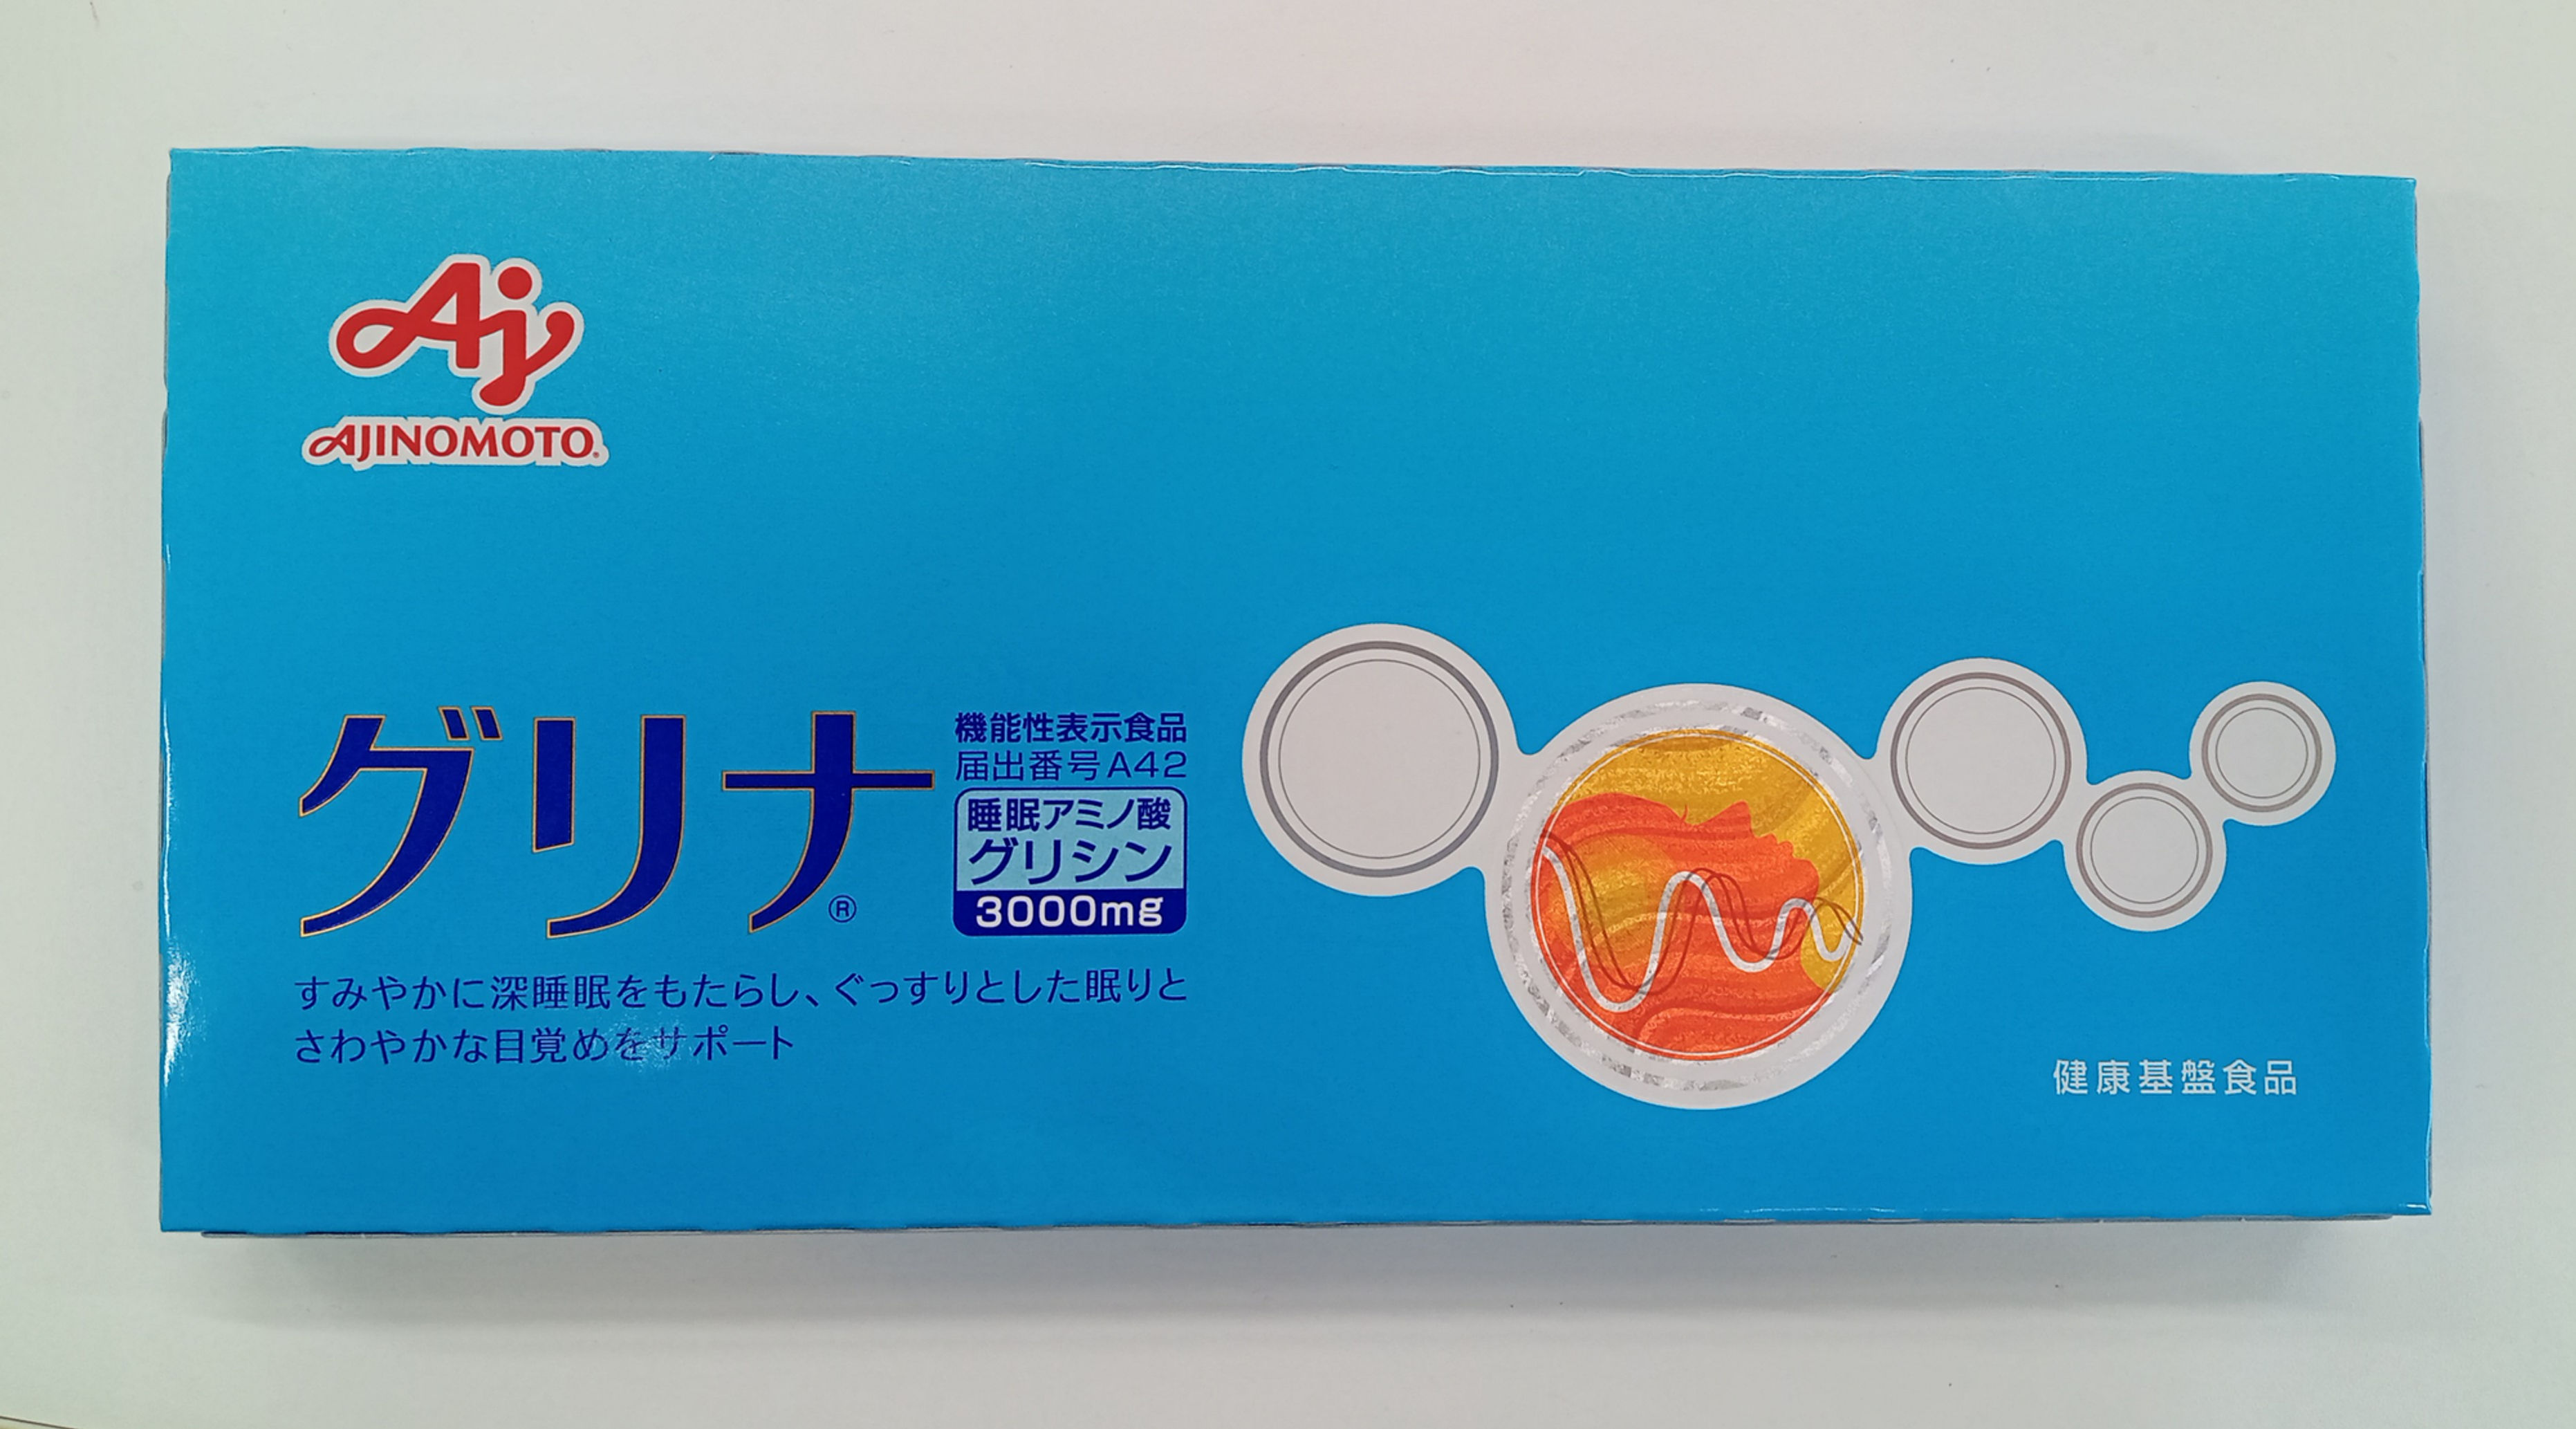 Aj
AJINOMOTO®
グリナ®
機能性表示食品
届出番号A42
睡眠アミノ酸
グリシン
3000mg
すみやかに深睡眠をもたらし、ぐっすりとした眠りと
さわやかな目覚めをサポート
健康基盤食品